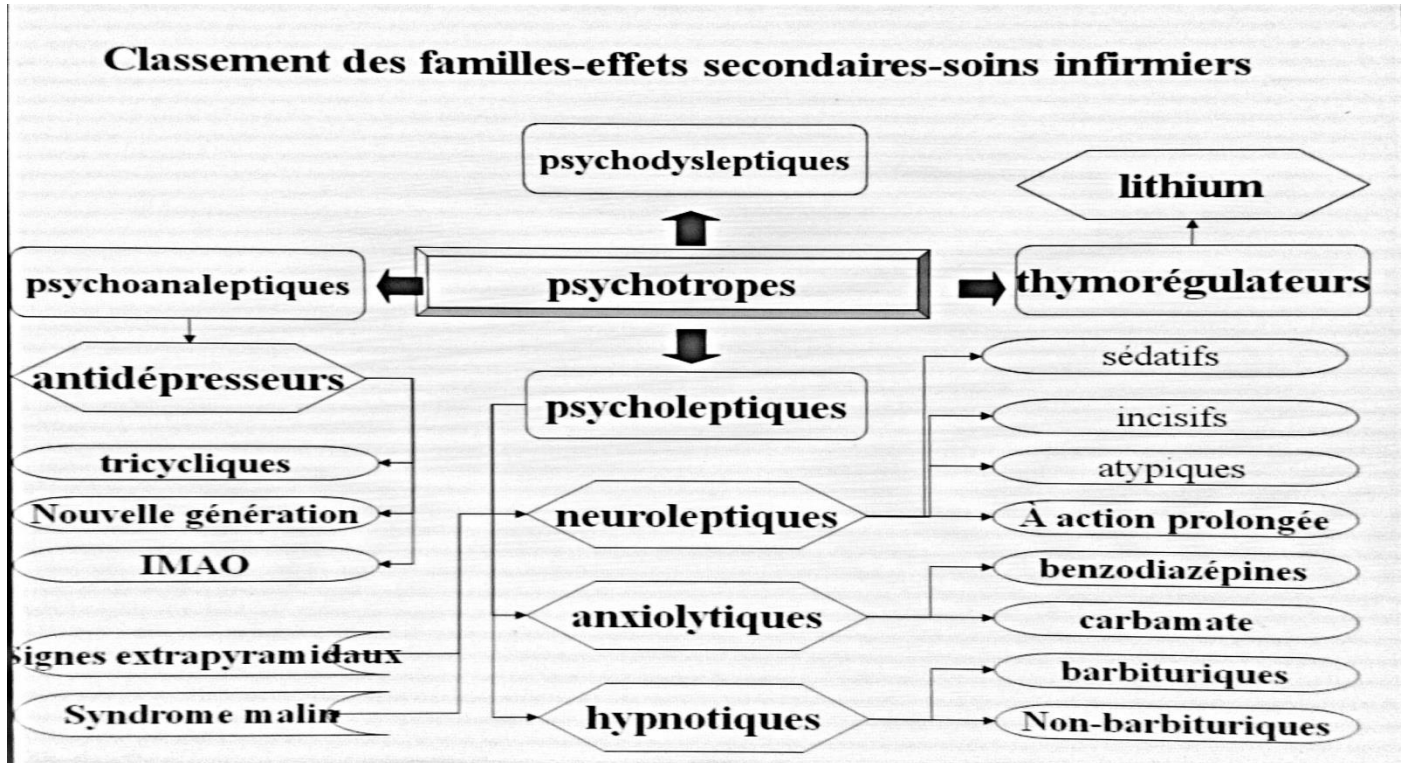 Classement des familles-effets secondaires-soins infirmiers
psychodysleptiques
lithium
psychoanaleptiques
psychotropes
thymorégulateurs
antidépresseurs
psycholeptiques
sédatifs
incisifs
tricycliques
atypiques
Nouvelle génération
neuroleptiques
À action prolongée
IMAO
benzodiazépines
anxiolytiques
carbamate
Signes extrapyramidaux
barbituriques
Syndrome malin
hypnotiques
Non-barbituriques